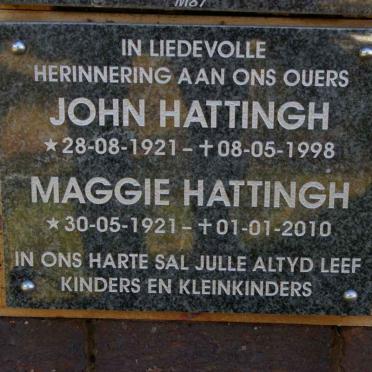 M87
IN LIEDEVOLLE
HERINNERING AAN ONS OUERS
JOHN HATTINGH
★28-08-1921-✝08-05-1998
MAGGIE HATTINGH
★30-05-1921-✝01-01-2010
IN ONS HARTE SAL JULLE ALTYD LEEF
KINDERS EN KLEINKINDERS